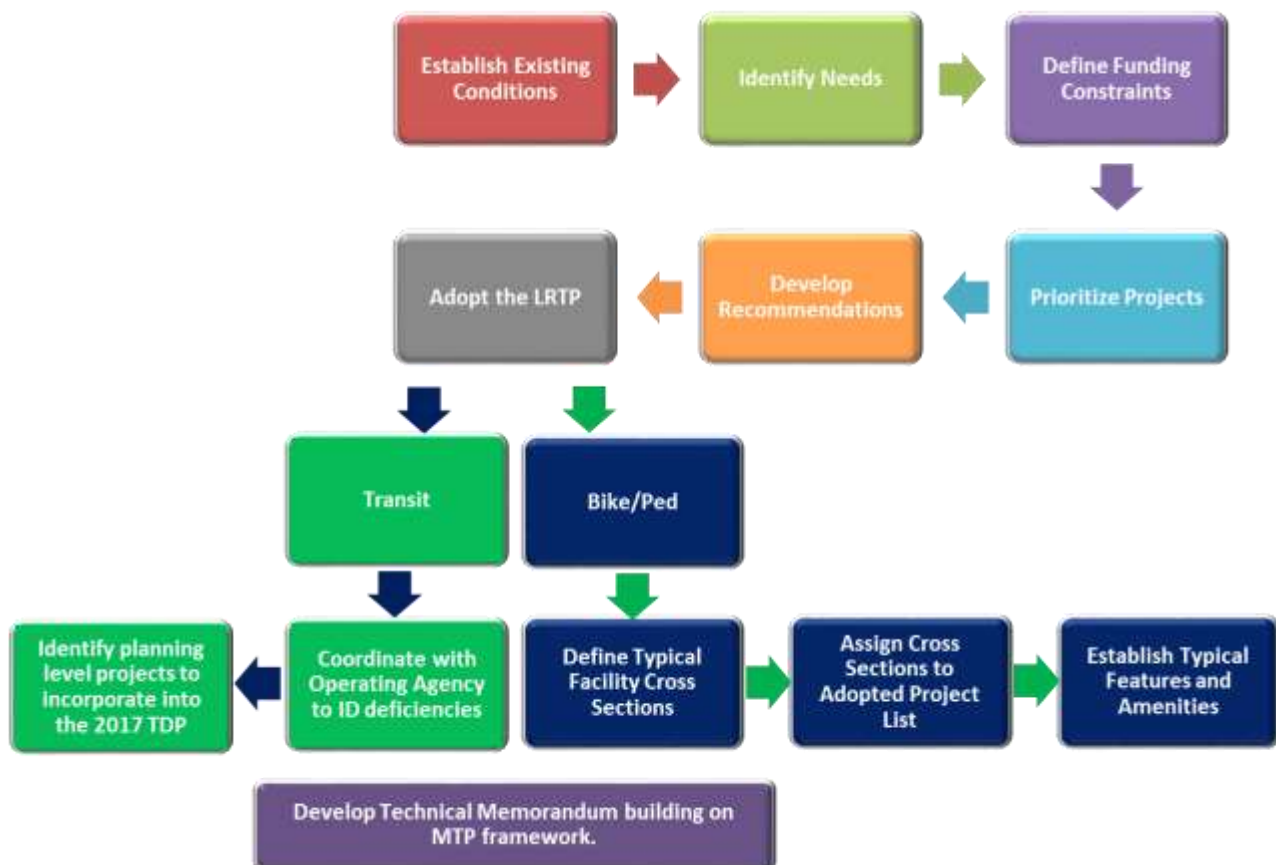 Establish Existing
Conditions
Identify Needs
Define Funding
Constraints
Adopt the LRTP
Develop
Recommendations
Prioritize Projects
Transit
Bike/Ped
Identify planning
level projects to
incorporate into
the 2017 TDP
Coordinate with
Operating Agency
to ID deficiencies
Define Typical
Facility Cross
Sections
Assign Cross
Sections to
Adopted Project
List
Establish Typical
Features and
Amenities
Develop Technical Memorandum building on
MTP framework.